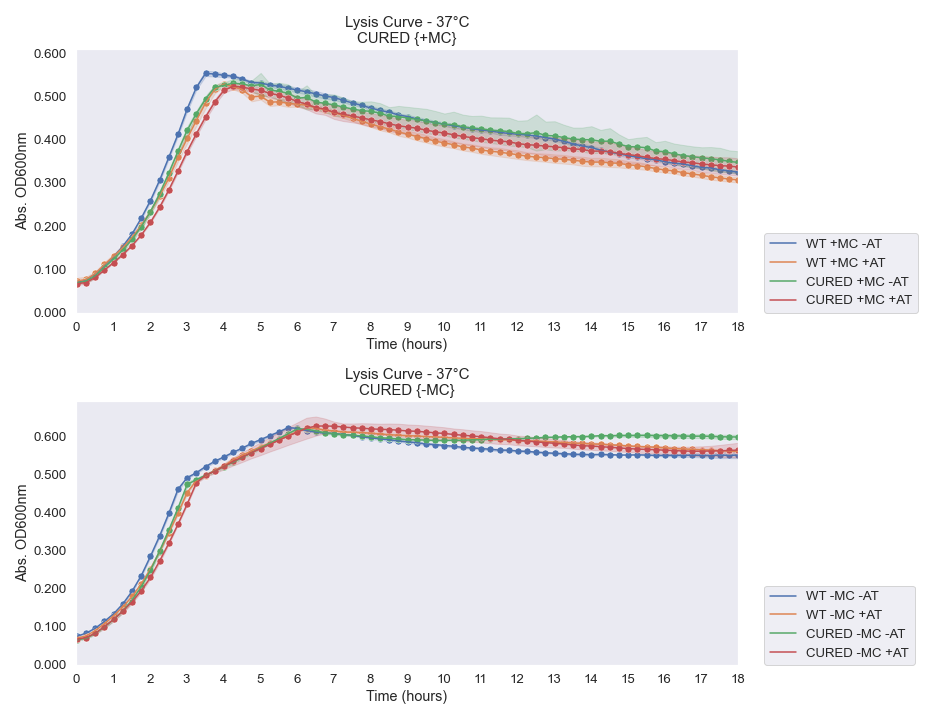 Lysis Curve - 37°C
CURED {+MC}
0.600
0.500
0.400
0.300
0.200
0.100
0.000
Abs. OD600nm
0 1 2 3 4 5 6 7 8 9 10 11 12 13 14 15 16 17 18
Time (hours)
WT +MC -AT
WT +MC +AT
CURED +MC -AT
CURED +MC +AT
Lysis Curve - 37°C
CURED {-MC}
0.600
0.500
0.400
0.300
0.200
0.100
0.000
Abs. OD600nm
0 1 2 3 4 5 6 7 8 9 10 11 12 13 14 15 16 17 18
Time (hours)
WT -MC -AT
WT -MC +AT
CURED -MC -AT
CURED -MC +AT